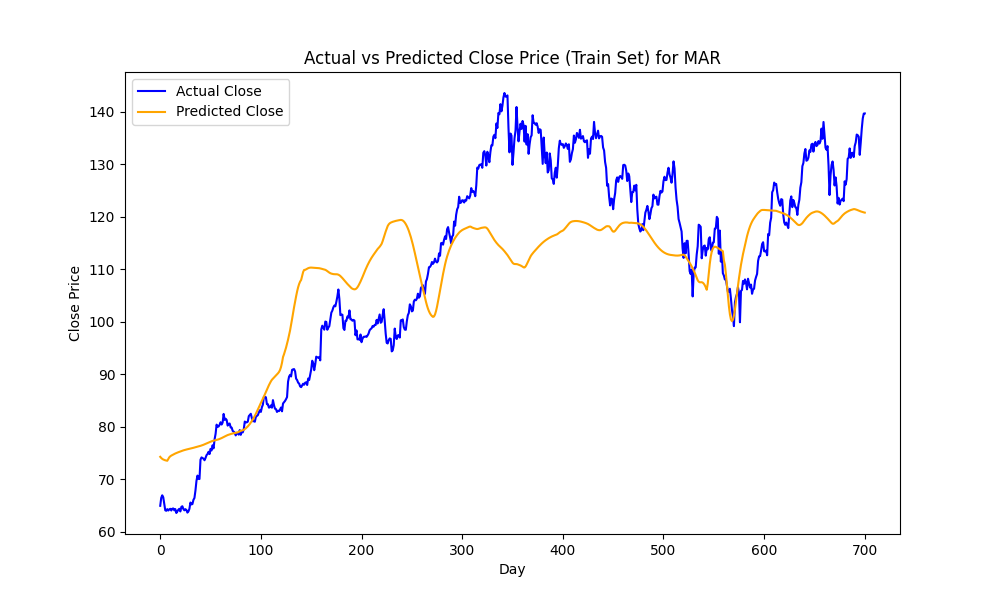 Actual vs Predicted Close Price (Train Set) for MAR
Actual Close
Predicted Close
Close Price
140
130
120
110
100
90
80
70
60
0 100 200 300 400 500 600 700
Day